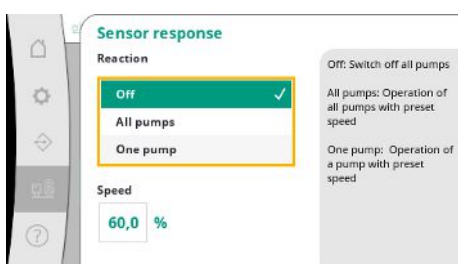 Sensor response
Reaction
Off
All pumps
One pump
Speed
60,0 %
Off: Switch off all pumps
All pumps: Operation of
all pumps with preset
speed
One pump: Operation of
a pump with preset
speed
?